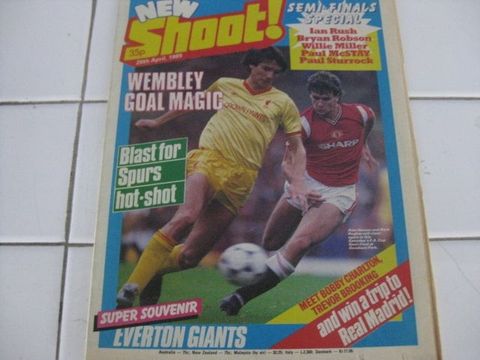 NEW
Shoot!
35p
20th April, 1985
SEMI-FINALS
SPECIAL
Ian Rush
Bryan Robson
Willie Miller
Paul McSTAY
Paul Sturrock
WEMBLEY
GOAL MAGIC
CROWN PAINTS
SHARP
Blast for
Spurs
hot-shot
MEET BOBBY CHARLTON,
TREVOR BROOKING
and win a trip to
Real Madrid!
SUPER SOUVENIR
EVERTON GIANTS